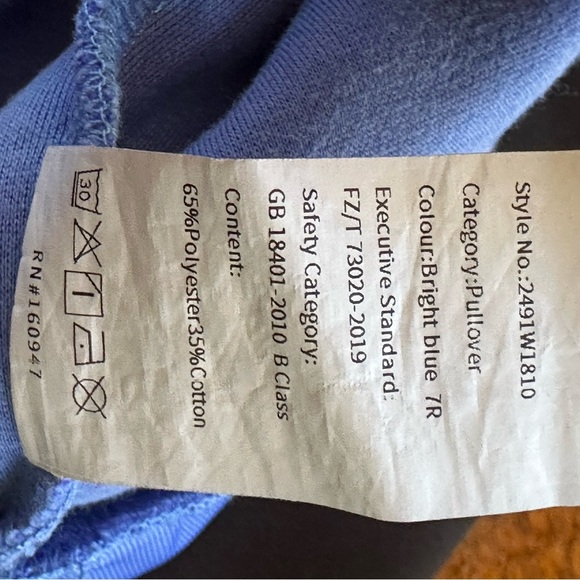 Style No.:2491W1810
Category:Pullover
Colour:Bright blue 7R
Executive Standard:
FZ/T 73020-2019
Safety Category:
GB 18401-2010 B Class
Content:
65%Polyester35%Cotton
30
RN#160947